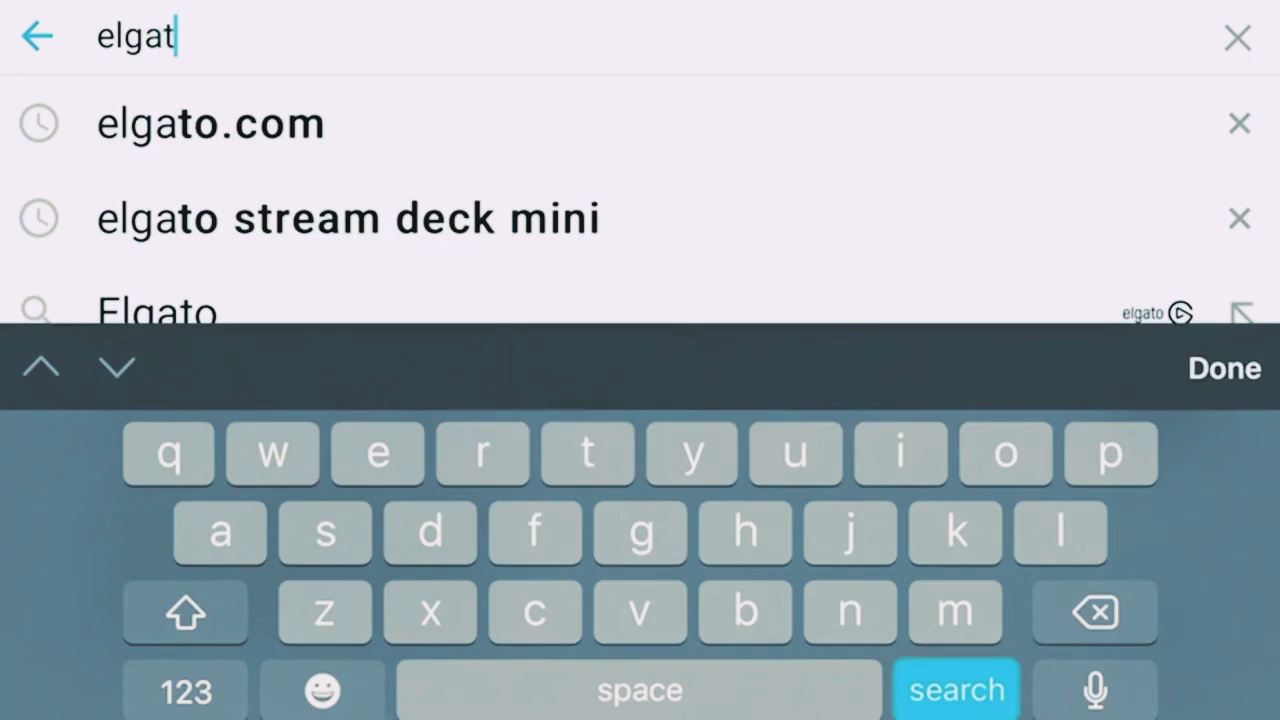 elgat
elgato.com
elgato stream deck mini
Elgato
elgato
Done
q w e r t y u i o p
a s d f g h j k l
z x c v b n m
123 space search